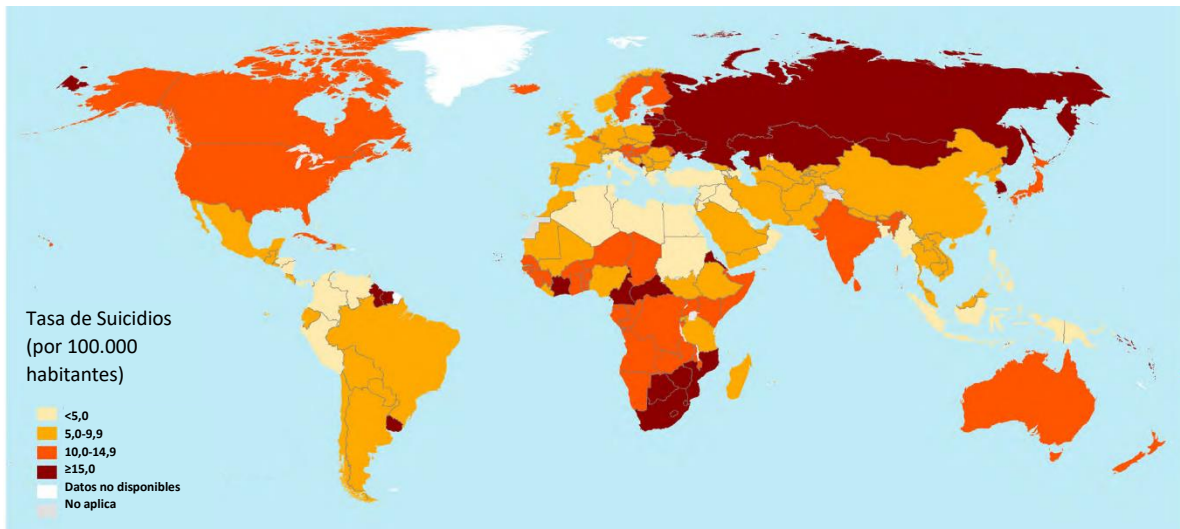 Tasa de Suicidios
(por 100.000
habitantes)
<5,0
5,0-9,9
10,0-14,9
≥15,0
Datos no disponibles
No aplica